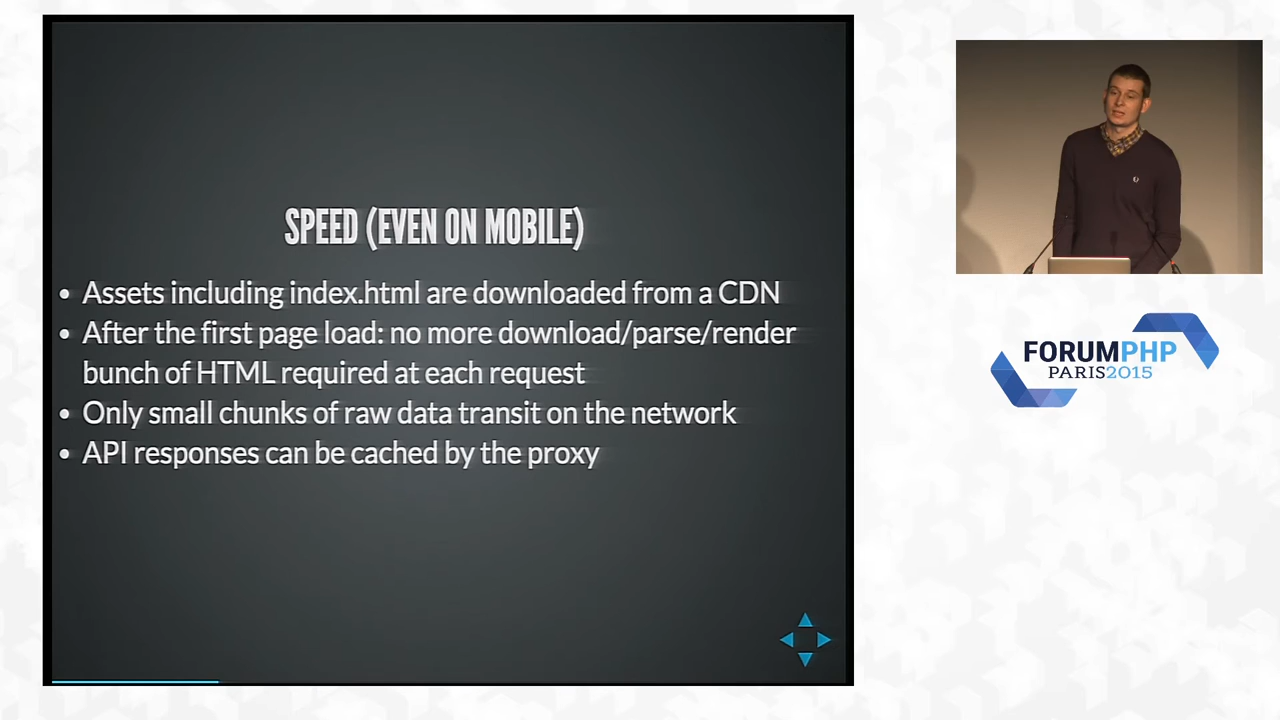 SPEED (EVEN ON MOBILE)
• Assets including index.html are downloaded from a CDN
• After the first page load: no more download/parse/render
bunch of HTML required at each request
• Only small chunks of raw data transit on the network
• API responses can be cached by the proxy
FORUMPHP
PARIS2015